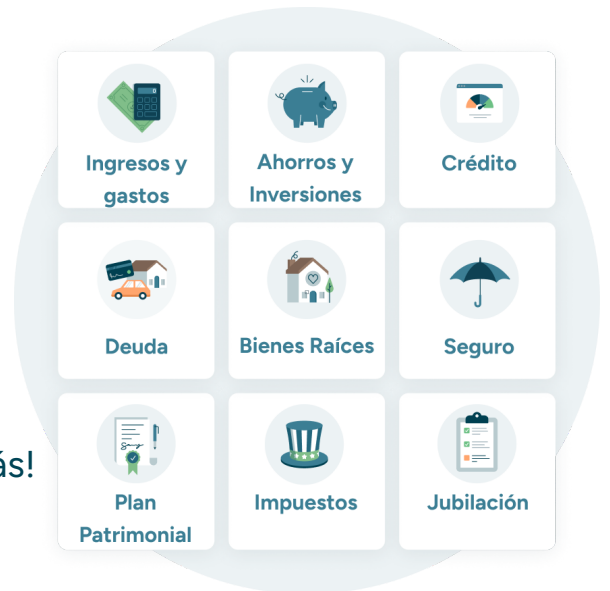 Ingresos y
gastos
Ahorros y
Inversiones
Crédito
Deuda
Bienes Raíces
Seguro
ás!
Plan
Patrimonial
Impuestos
Jubilación